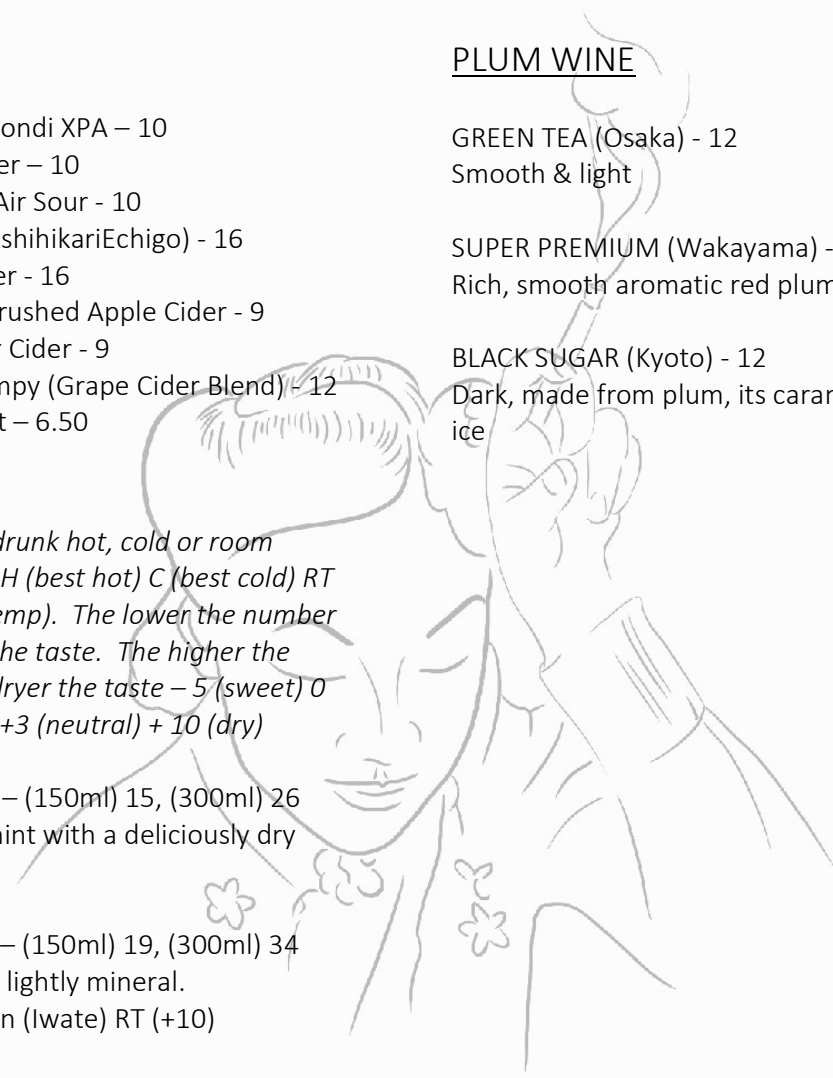 ondi XPA – 10
er – 10
Air Sour - 10
shihikariEchigo) - 16
er - 16
rushed Apple Cider - 9
r Cider - 9
mpy (Grape Cider Blend) - 12
t – 6.50
drunk hot, cold or room
H (best hot) C (best cold) RT
emp).  The lower the number
he taste.  The higher the
dryer the taste – 5 (sweet) 0
+3 (neutral) + 10 (dry)
– (150ml) 15, (300ml) 26
int with a deliciously dry
– (150ml) 19, (300ml) 34
lightly mineral.
n (Iwate) RT (+10)
PLUM WINE
GREEN TEA (Osaka) - 12
Smooth & light
SUPER PREMIUM (Wakayama) -
Rich, smooth aromatic red plum
BLACK SUGAR (Kyoto) - 12
Dark, made from plum, its caram
ice